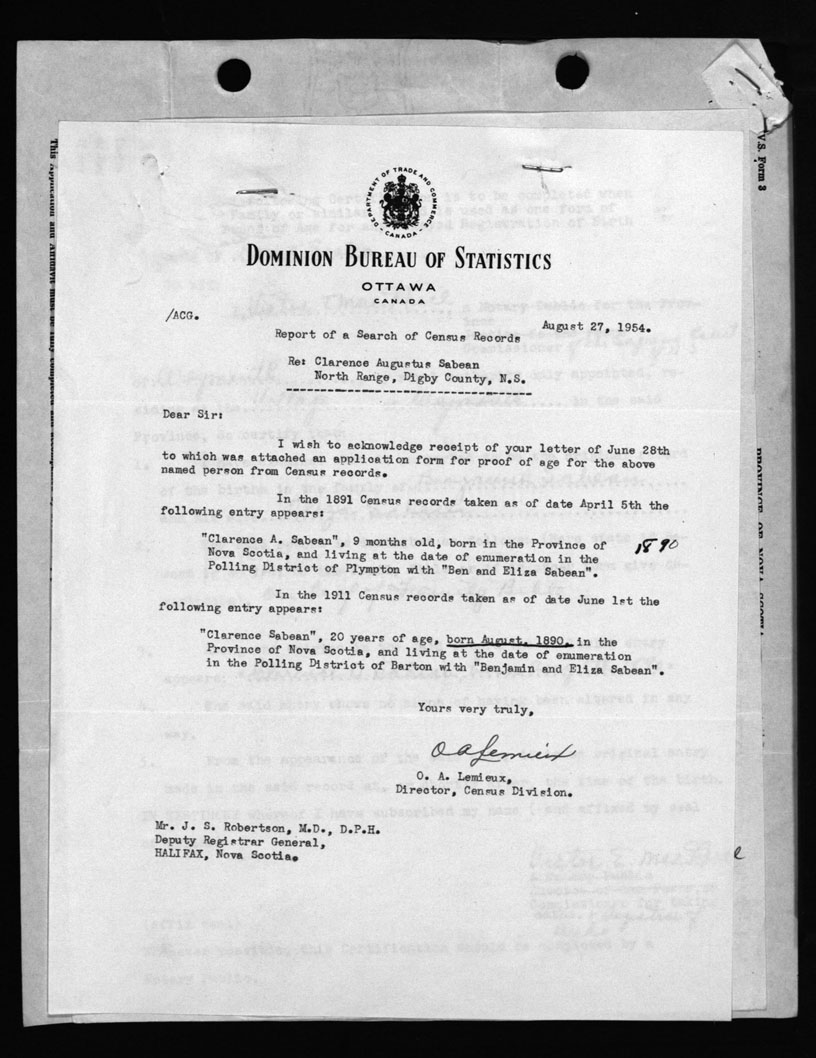 V.S. Form 3
DEPARTMENT OF TRADE AND COMMERCE
CANADA
DOMINION BUREAU OF STATISTICS
OTTAWA
CANADA
/ACG.
August 27, 1954.
Report of a Search of Census Records
Re: Clarence Augustus Sabean
North Range, Digby County, N.S.
Dear Sir:
I wish to acknowledge receipt of your letter of June 28th
to which was attached an application form for proof of age for the above
named person from Census records.
In the 1891 Census records taken as of date April 5th the
following entry appears:
"Clarence A. Sabean", 9 months old, born in the Province of
Nova Scotia, and living at the date of enumeration in the
Polling District of Plympton with "Ben and Eliza Sabean".
1890
In the 1911 Census records taken as of date June 1st the
following entry appears:
"Clarence Sabean", 20 years of age, born August, 1890, in the
Province of Nova Scotia, and living at the date of enumeration
in the Polling District of Barton with "Benjamin and Eliza Sabean".
Yours very truly,
O A Lemieux
O. A. Lemieux,
Director, Census Division.
Mr. J. S. Robertson, M.D., D.P.H.
Deputy Registrar General,
HALIFAX, Nova Scotia.